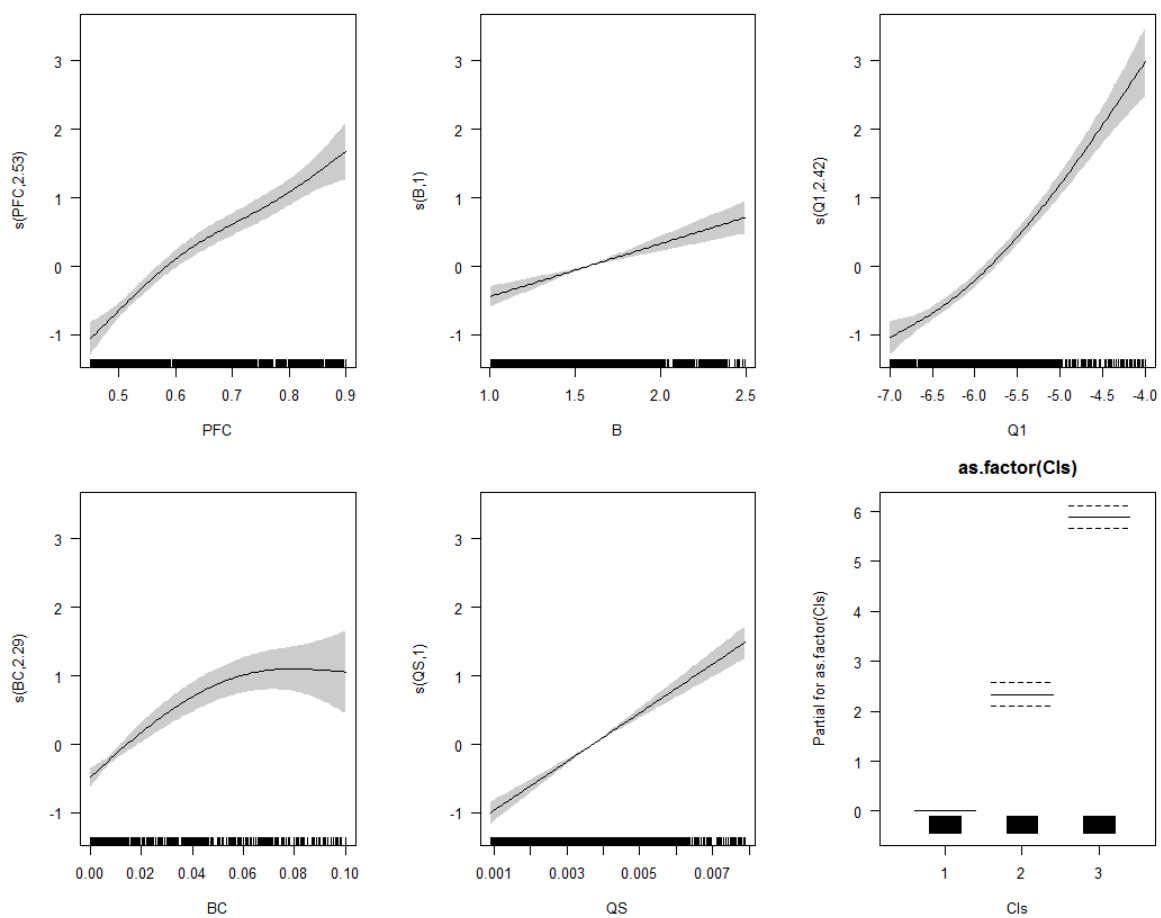 3
2
1
0
-1
s(PFC,2.53)
0.5 0.6 0.7 0.8 0.9
PFC
3
2
1
0
-1
s(B,1)
1.0 1.5 2.0 2.5
B
3
2
1
0
-1
s(Q1,2.42)
-7.0 -6.5 -6.0 -5.5 -5.0 -4.5 -4.0
Q1
3
2
1
0
-1
s(BC,2.29)
0.00 0.02 0.04 0.06 0.08 0.10
BC
3
2
1
0
-1
s(QS,1)
0.001 0.003 0.005 0.007
QS
as.factor(Cls)
6
5
4
3
2
1
0
Partial for as.factor(Cls)
1 2 3
Cls